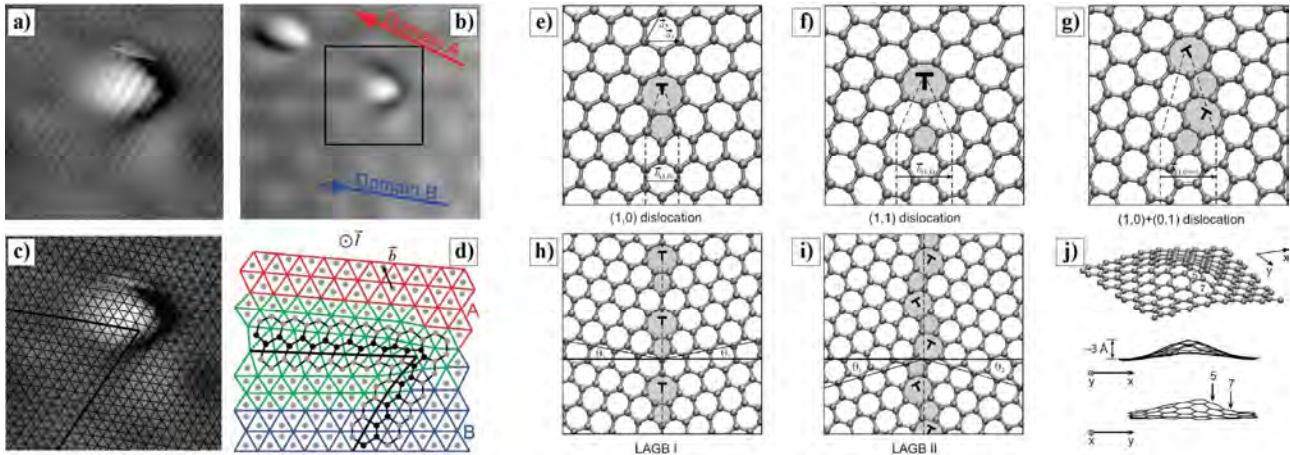 a)
b)
Domain A
Domain B
c)
d)
⊙l⃗
b⃗
A
B
e)
(1,0) dislocation
f)
(1,1) dislocation
g)
(1,0)+(0,1) dislocation
h)
LAGB I
i)
LAGB II
j)
x
y
7
~3 Å
y
x
5
7
x
y